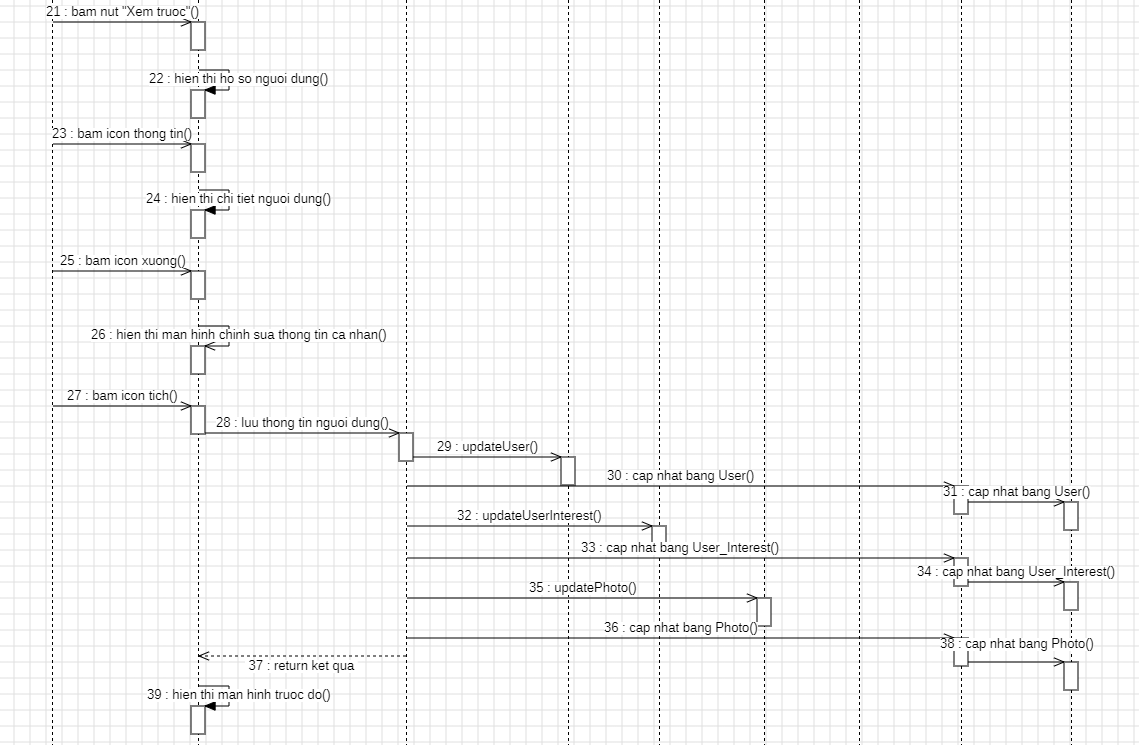 21 : bam nut "Xem truoc"()
22 : hien thi ho so nguoi dung()
23 : bam icon thong tin()
24 : hien thi chi tiet nguoi dung()
25 : bam icon xuong()
26 : hien thi man hinh chinh sua thong tin ca nhan()
27 : bam icon tich()
28 : luu thong tin nguoi dung()
29 : updateUser()
30 : cap nhat bang User()
31 : cap nhat bang User()
32 : updateUserInterest()
33 : cap nhat bang User_Interest()
34 : cap nhat bang User_Interest()
35 : updatePhoto()
36 : cap nhat bang Photo()
38 : cap nhat bang Photo()
37 : return ket qua
39 : hien thi man hinh truoc do()